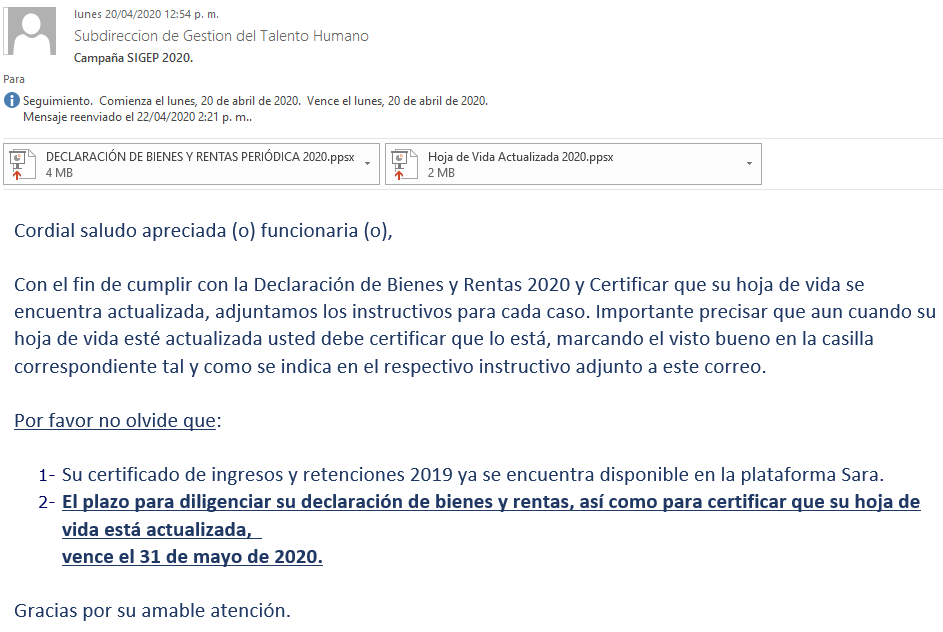 lunes 20/04/2020 12:54 p. m.
Subdireccion de Gestion del Talento Humano
Campaña SIGEP 2020.
Para
Seguimiento. Comienza el lunes, 20 de abril de 2020. Vence el lunes, 20 de abril de 2020.
Mensaje reenviado el 22/04/2020 2:21 p. m..
DECLARACIÓN DE BIENES Y RENTAS PERIÓDICA 2020.ppsx
4 MB
Hoja de Vida Actualizada 2020.ppsx
2 MB
Cordial saludo apreciada (o) funcionaria (o),
Con el fin de cumplir con la Declaración de Bienes y Rentas 2020 y Certificar que su hoja de vida se
encuentra actualizada, adjuntamos los instructivos para cada caso. Importante precisar que aun cuando su
hoja de vida esté actualizada usted debe certificar que lo está, marcando el visto bueno en la casilla
correspondiente tal y como se indica en el respectivo instructivo adjunto a este correo.
Por favor no olvide que:
1- Su certificado de ingresos y retenciones 2019 ya se encuentra disponible en la plataforma Sara.
2- El plazo para diligenciar su declaración de bienes y rentas, así como para certificar que su hoja de
vida está actualizada,
vence el 31 de mayo de 2020.
Gracias por su amable atención.